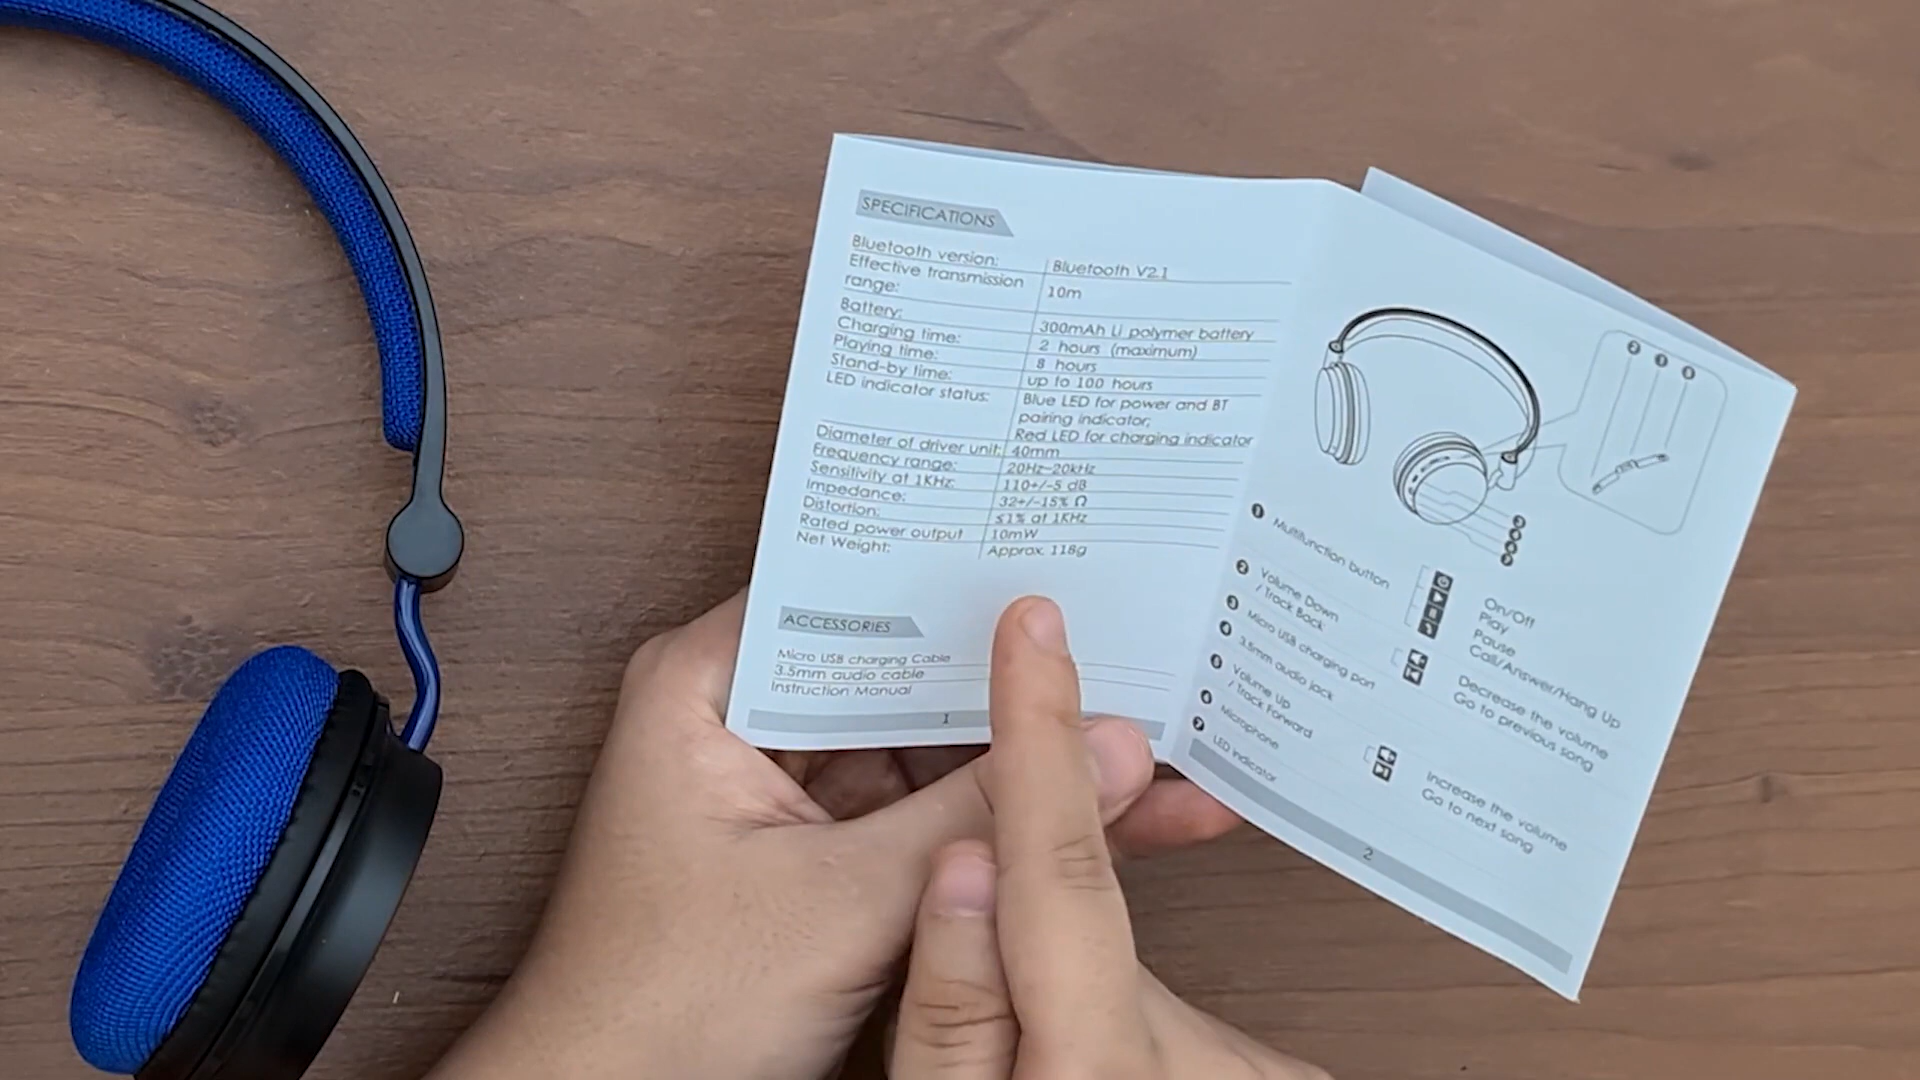 SPECIFICATIONS
Bluetooth version: Bluetooth V2.1
Effective transmission
range: 10m
Battery: 300mAh Li polymer battery
Charging time: 2 hours (maximum)
Playing time: 8 hours
Stand-by time: up to 100 hours
LED indicator status: Blue LED for power and BT
pairing indicator;
Red LED for charging indicator
Diameter of driver unit: 40mm
Frequency range: 20Hz-20kHz
Sensitivity at 1KHz: 110+/-5 dB
Impedance: 32+/-15% Ω
Distortion: ≤1% at 1KHz
Rated power output 10mW
Net Weight: Approx. 118g
ACCESSORIES
Micro USB charging Cable
3.5mm audio cable
Instruction Manual
1
1 Multifunction button
On/Off
Play
Pause
Call/Answer/Hang Up
2 Volume Down
/ Track Back
Decrease the volume
Go to previous song
3 Micro USB charging port
4 3.5mm audio jack
5 Volume Up
/ Track Forward
Increase the volume
Go to next song
6 Microphone
7 LED indicator
2